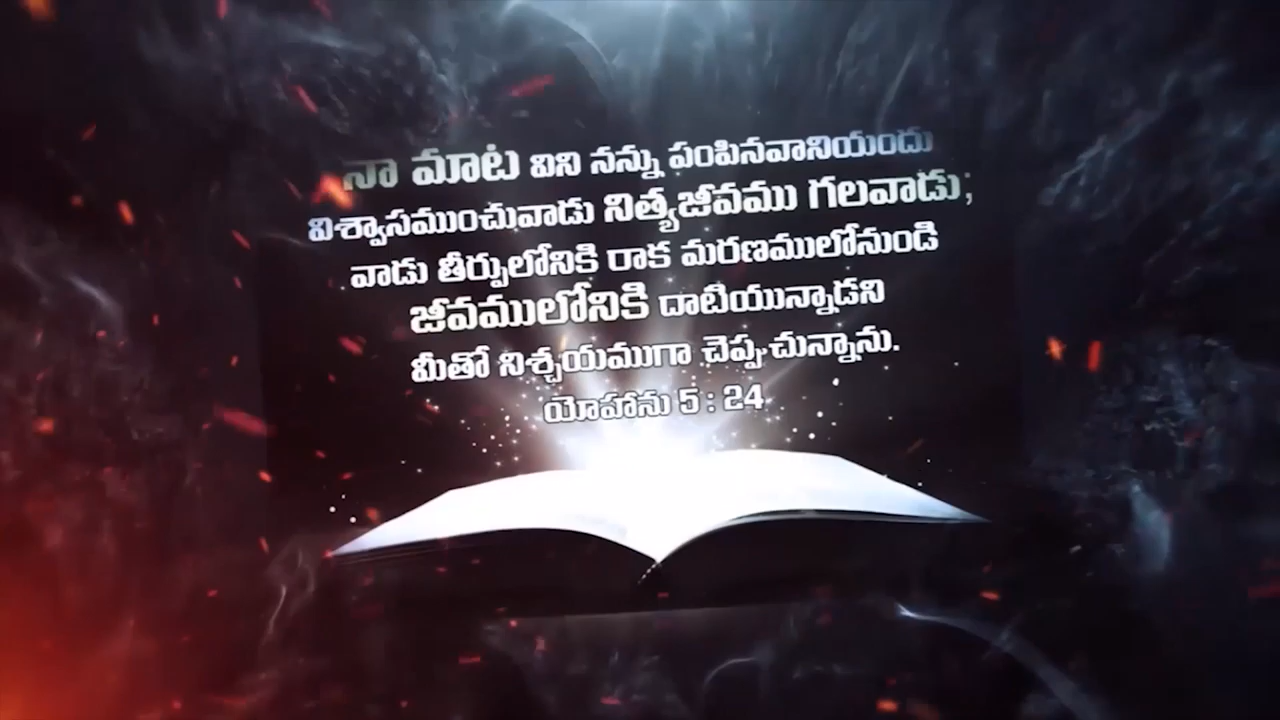 నా మాట విని నన్ను పంపినవానియందు
విశ్వాసముంచువాడు నిత్యజీవము గలవాడు;
వాడు తీర్పులోనికి రాక మరణములోనుండి
జీవములోనికి దాటియున్నాడని
మీతో నిశ్చయముగా చెప్పుచున్నాను.
యోహాను 5 : 24